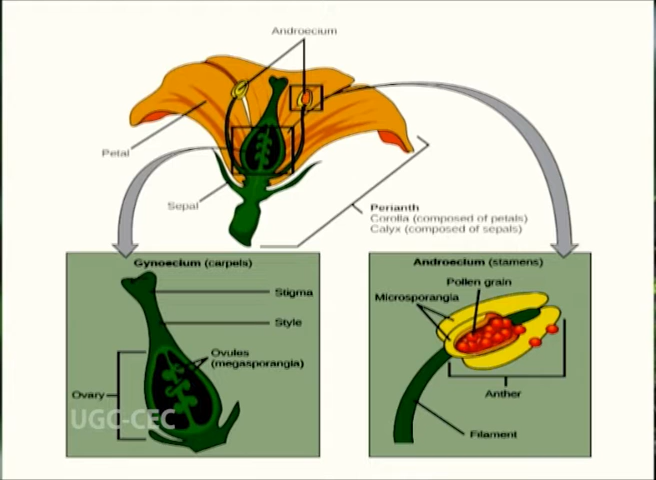 Androecium
Petal
Sepal
Perianth
Corolla (composed of petals)
Calyx (composed of sepals)
Gynoecium (carpels)
Stigma
Style
Ovules
(megasporangia)
Ovary
UGC-CEC
Androecium (stamens)
Pollen grain
Microsporangia
Anther
Filament